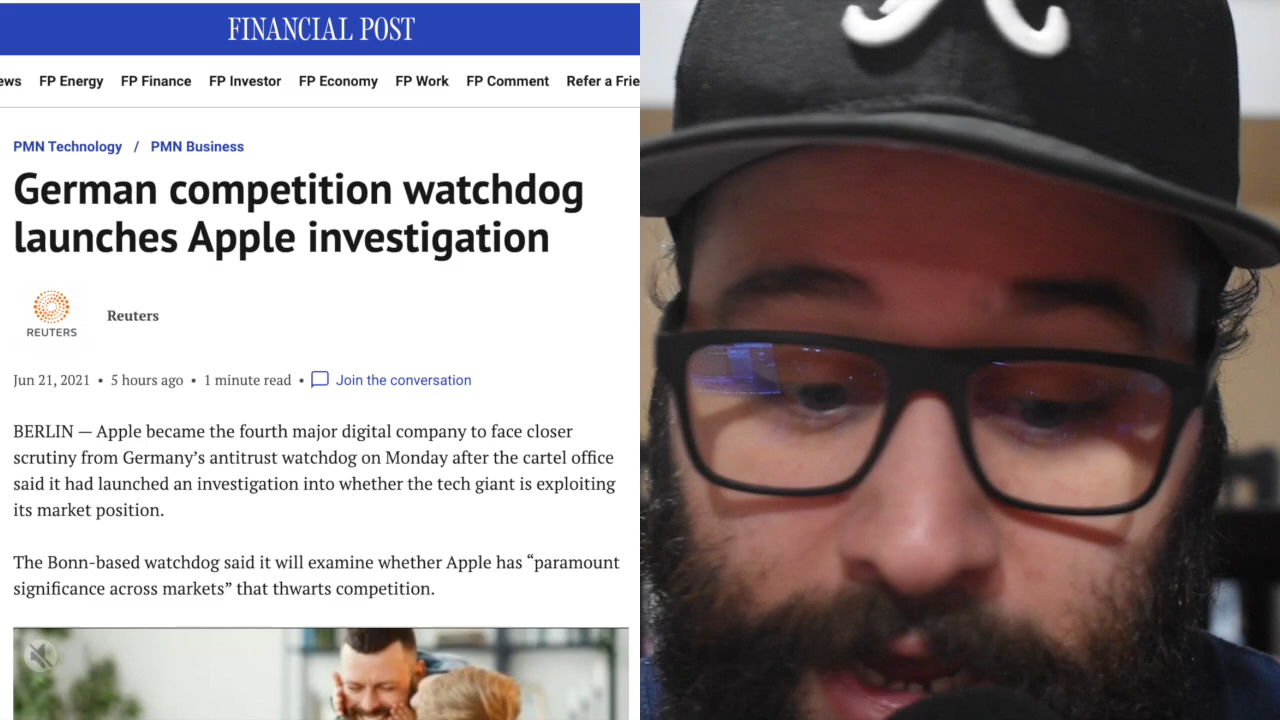 FINANCIAL POST
ews FP Energy FP Finance FP Investor FP Economy FP Work FP Comment Refer a Frie
PMN Technology / PMN Business
German competition watchdog
launches Apple investigation
REUTERS
Reuters
Jun 21, 2021 • 5 hours ago • 1 minute read • Join the conversation
BERLIN — Apple became the fourth major digital company to face closer
scrutiny from Germany’s antitrust watchdog on Monday after the cartel office
said it had launched an investigation into whether the tech giant is exploiting
its market position.
The Bonn-based watchdog said it will examine whether Apple has “paramount
significance across markets” that thwarts competition.